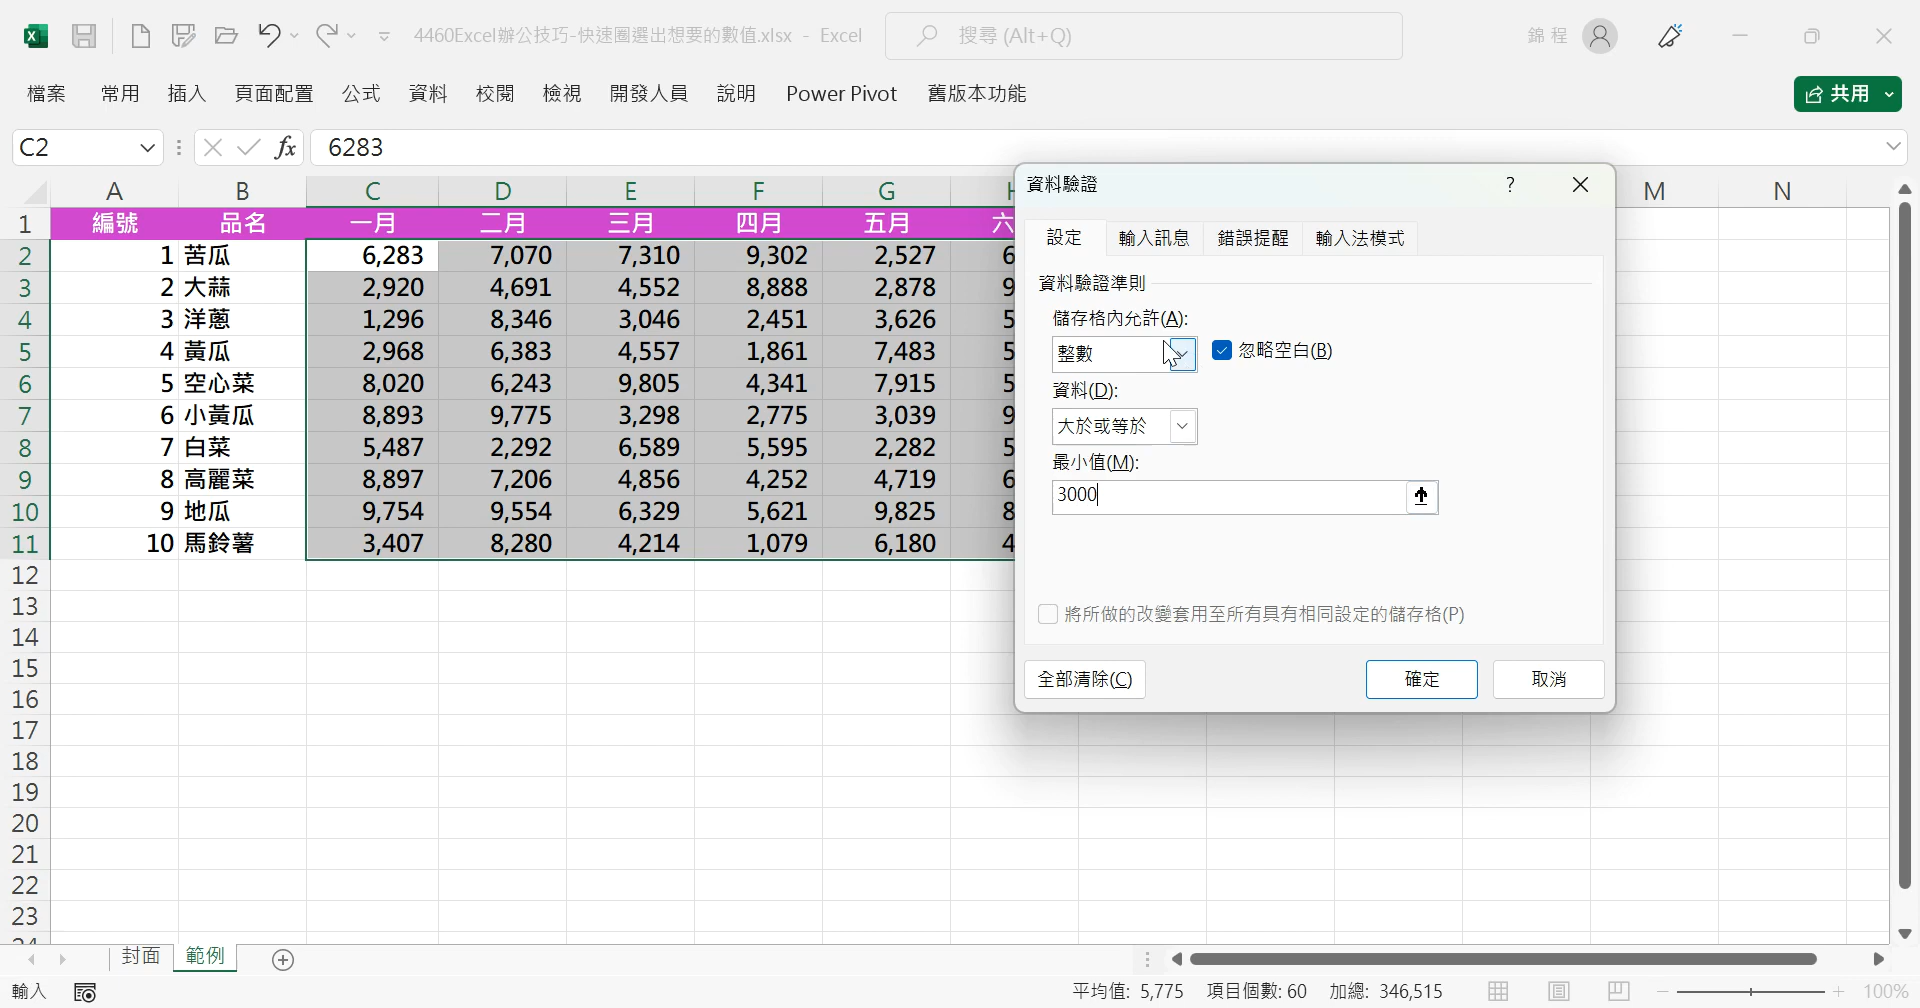 4460Excel辦公技巧-快速圈選出想要的數值.xlsx - Excel
搜尋 (Alt+Q)
錦 程
檔案 常用 插入 頁面配置 公式 資料 校閱 檢視 開發人員 說明 Power Pivot 舊版本功能
共用
C2 fx 6283
A B C D E F G H M N
1 編號 品名 一月 二月 三月 四月 五月 六
2 1 苦瓜 6,283 7,070 7,310 9,302 2,527 6
3 2 大蒜 2,920 4,691 4,552 8,888 2,878 9
4 3 洋蔥 1,296 8,346 3,046 2,451 3,626 5
5 4 黃瓜 2,968 6,383 4,557 1,861 7,483 5
6 5 空心菜 8,020 6,243 9,805 4,341 7,915 5
7 6 小黃瓜 8,893 9,775 3,298 2,775 3,039 9
8 7 白菜 5,487 2,292 6,589 5,595 2,282 5
9 8 高麗菜 8,897 7,206 4,856 4,252 4,719 6
10 9 地瓜 9,754 9,554 6,329 5,621 9,825 8
11 10 馬鈴薯 3,407 8,280 4,214 1,079 6,180 4
12
13
14
15
16
17
18
19
20
21
22
23
24
資料驗證 ?
設定 輸入訊息 錯誤提醒 輸入法模式
資料驗證準則
儲存格內允許(A):
整數 忽略空白(B)
資料(D):
大於或等於
最小值(M):
3000
將所做的改變套用至所有具有相同設定的儲存格(P)
全部清除(C) 確定 取消
封面 範例
輸入 平均值: 5,775 項目個數: 60 加總: 346,515 100%